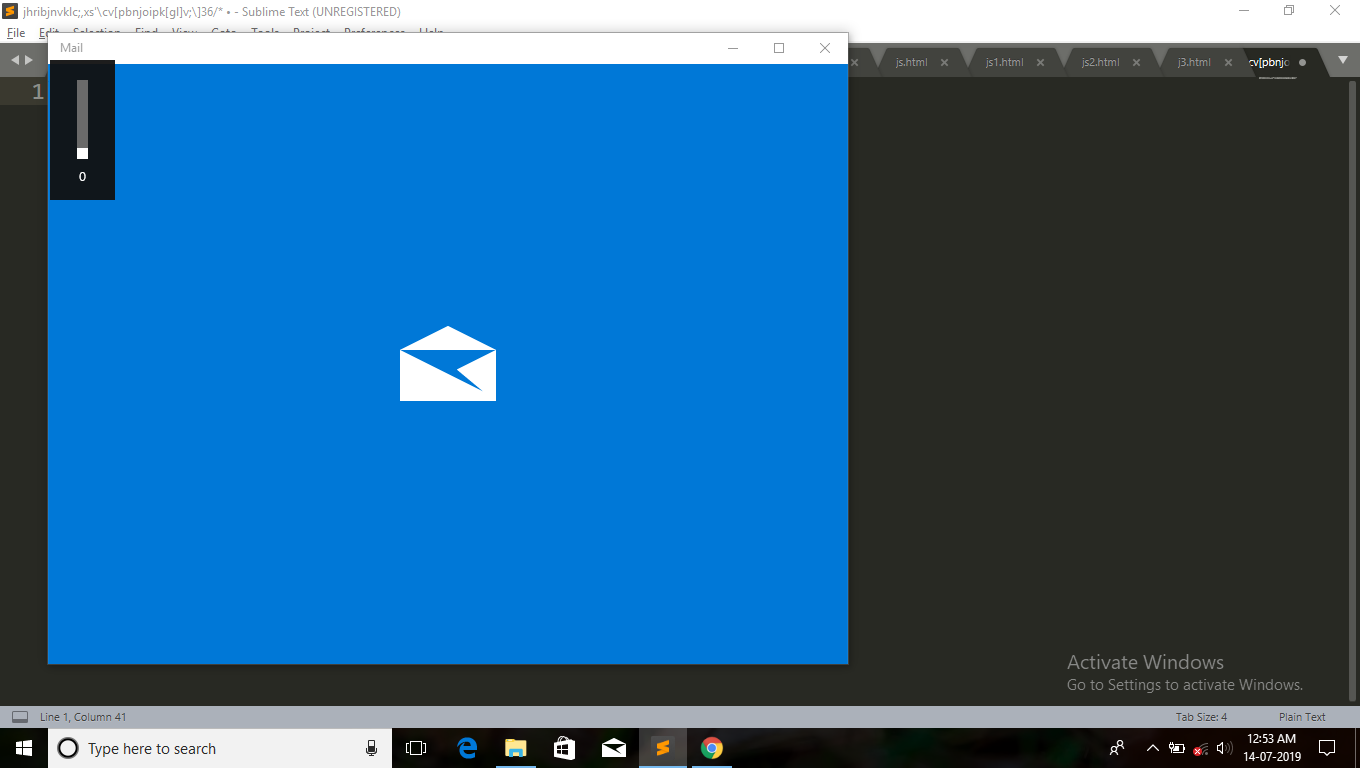 jhribjnvklc;,xs'\cv[pbnjoipk[gl]v;\]36/* • - Sublime Text (UNREGISTERED)
File Edit Selection Find View Goto Tools Project Preferences Help
Mail
js.html js1.html js2.html j3.html cv[pbnjo
1
0
Activate Windows
Go to Settings to activate Windows.
Line 1, Column 41 Tab Size: 4 Plain Text
Type here to search
12:53 AM
14-07-2019